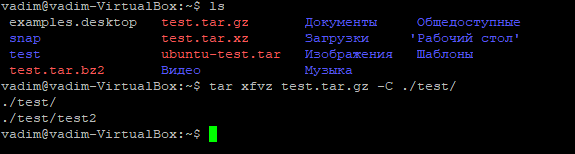 vadim@vadim-VirtualBox:~$ ls
examples.desktop test.tar.gz Документы Общедоступные
snap test.tar.xz Загрузки 'Рабочий стол'
test ubuntu-test.tar Изображения Шаблоны
test.tar.bz2 Видео Музыка
vadim@vadim-VirtualBox:~$ tar xfvz test.tar.gz -C ./test/
./test/
./test/test2
vadim@vadim-VirtualBox:~$